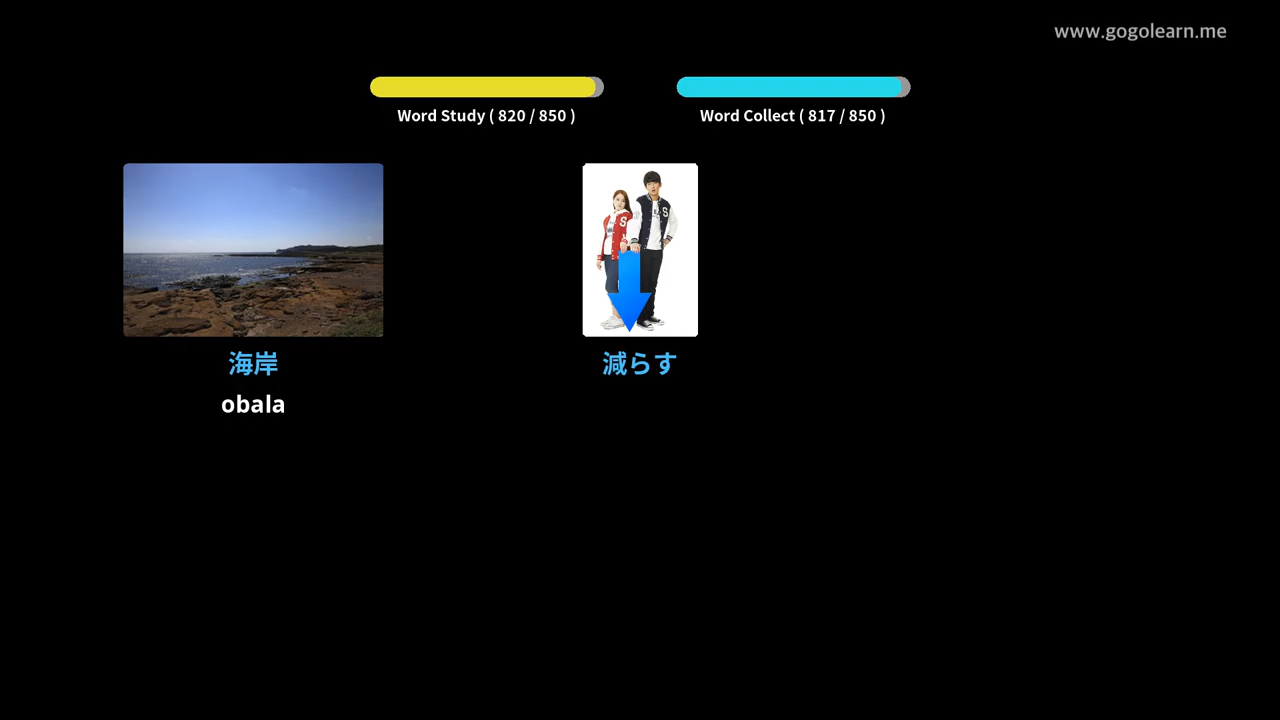 www.gogolearn.me
Word Study ( 820 / 850 )
Word Collect ( 817 / 850 )
S
S
海岸
減らす
obala